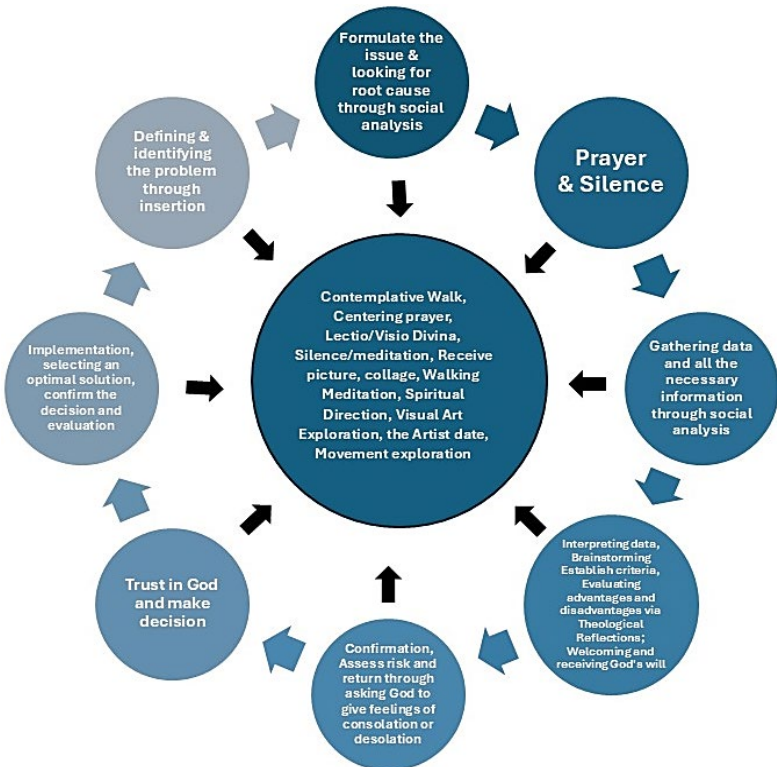 Formulate the
issue &
looking for
root cause
through social
analysis
Prayer
& Silence
Gathering data
and all the
necessary
information
through social
analysis
Interpreting data,
Brainstorming
Establish criteria,
Evaluating
advantages and
disadvantages via
Theological
Reflections;
Welcoming and
receiving God's will
Confirmation,
Assess risk and
return through
asking God to
give feelings of
consolation or
desolation
Trust in God
and make
decision
Implementation,
selecting an
optimal solution,
confirm the
decision and
evaluation
Defining &
identifying
the problem
through
insertion
Contemplative Walk,
Centering prayer,
Lectio/Visio Divina,
Silence/meditation, Receive
picture, collage, Walking
Meditation, Spiritual
Direction, Visual Art
Exploration, the Artist date,
Movement exploration